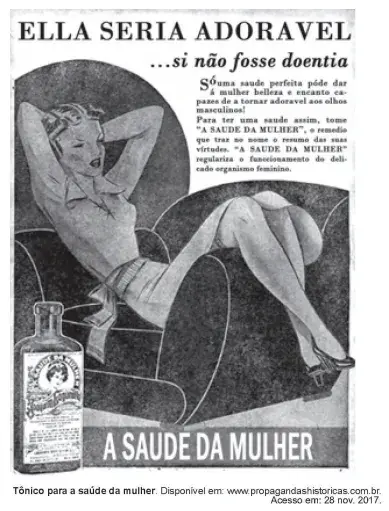 ELLA SERIA ADORAVEL
...si não fosse doentia
Só uma saude perfeita póde dar
á mulher belleza e encanto ca-
pazes de a tornar adoravel aos olhos
masculinos!
Para ter uma saude assim, tome
"A SAUDE DA MULHER", o remedio
que traz no nome o resumo das suas
virtudes. "A SAUDE DA MULHER"
regulariza o funccionamento do deli-
cado organismo feminino.
A SAUDE DA MULHER
A SAUDE DA MULHER
Tônico para a saúde da mulher. Disponível em: www.propagandashistoricas.com.br.
Acesso em: 28 nov. 2017.